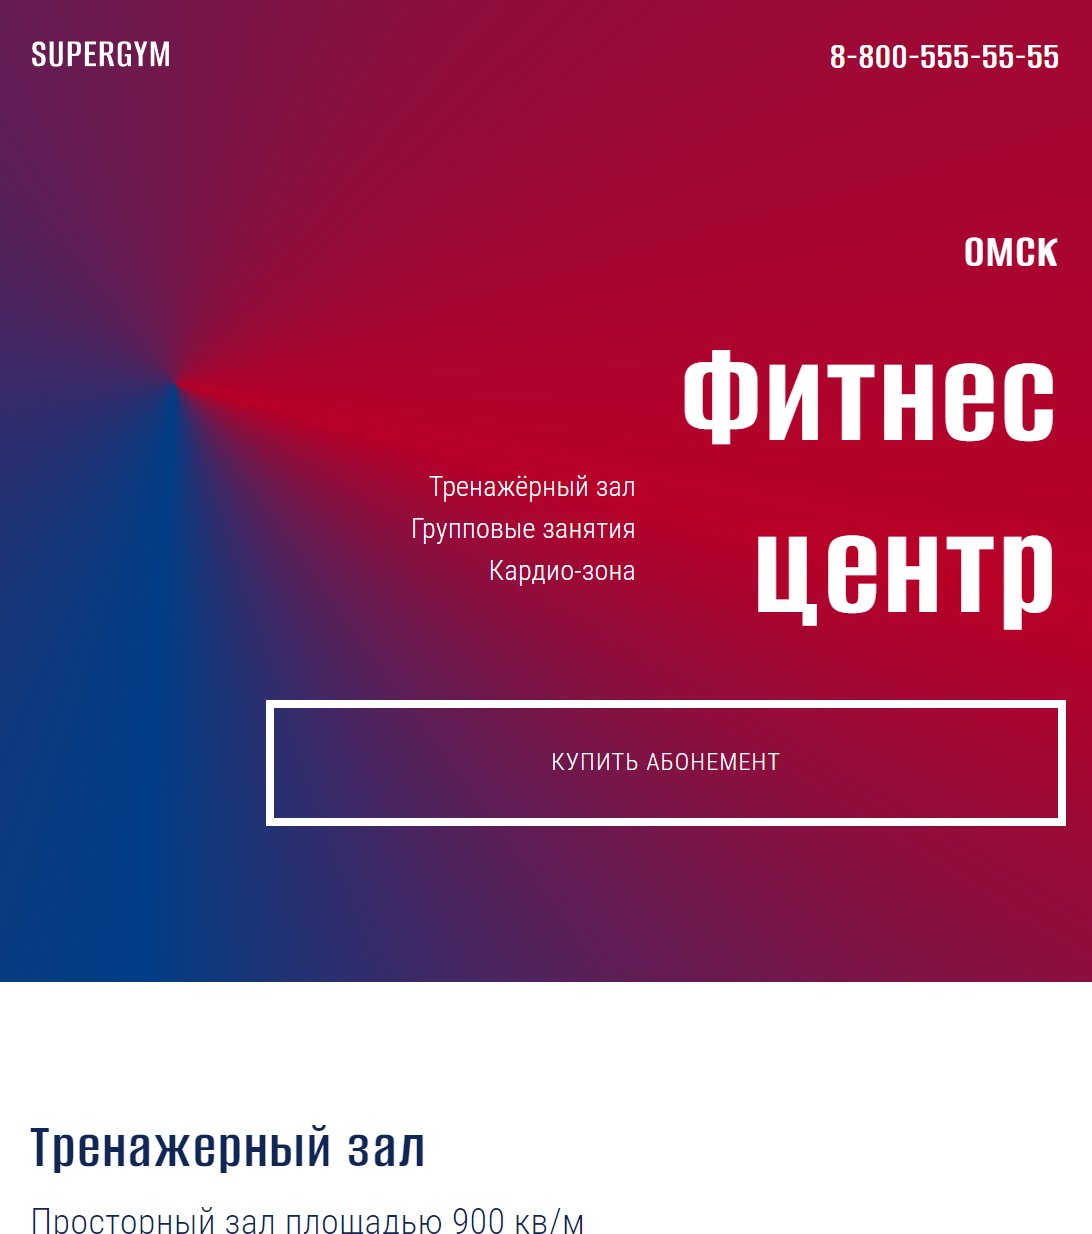 SUPERGYM
8-800-555-55-55
ОМСК
Фитнес
центр
Тренажёрный зал
Групповые занятия
Кардио-зона
КУПИТЬ АБОНЕМЕНТ
Тренажерный зал
Просторный зал площадью 900 кв/м